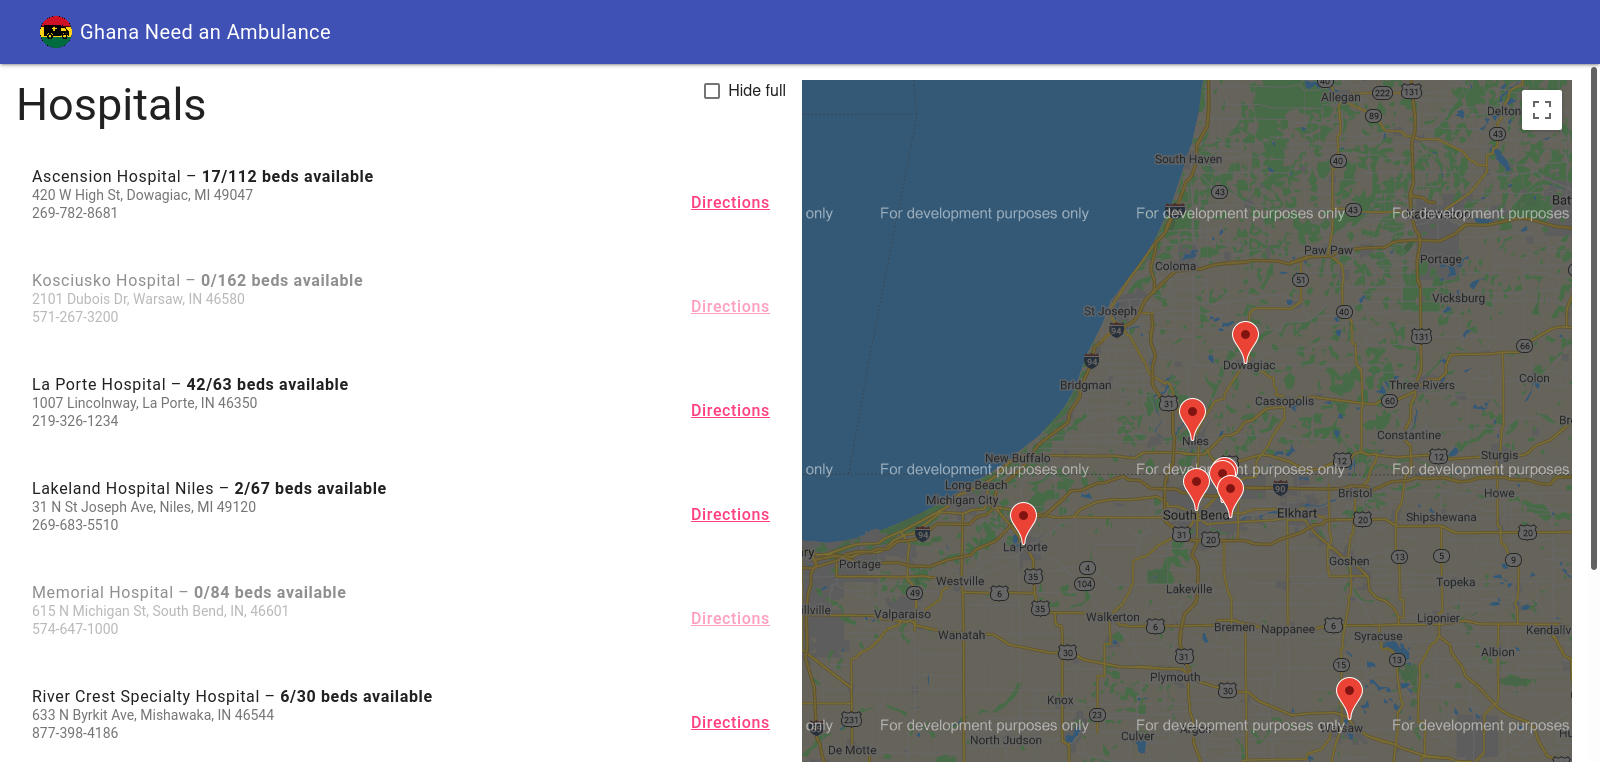 Ghana Need an Ambulance
Hospitals
Hide full
Ascension Hospital – 17/112 beds available
420 W High St, Dowagiac, MI 49047
269-782-8681
Directions
Kosciusko Hospital – 0/162 beds available
2101 Dubois Dr, Warsaw, IN 46580
571-267-3200
Directions
La Porte Hospital – 42/63 beds available
1007 Lincolnway, La Porte, IN 46350
219-326-1234
Directions
Lakeland Hospital Niles – 2/67 beds available
31 N St Joseph Ave, Niles, MI 49120
269-683-5510
Directions
Memorial Hospital – 0/84 beds available
615 N Michigan St, South Bend, IN, 46601
574-647-1000
Directions
River Crest Specialty Hospital – 6/30 beds available
633 N Byrkit Ave, Mishawaka, IN 46544
877-398-4186
Directions
40
Allegan
222
131
89
Delton
43
South Haven
40
43
Bat
only
For development purposes only
For development purposes only
43
For development purposes
Paw Paw
Portage
Coloma
51
Vicksburg
St Joseph
40
94
131
66
94
Dowagiac
Bridgman
Three Rivers
Colon
31
Cassopolis
60
Bro
Niles
Constantine
New Buffalo
12
12
Sturgis
only
For development purposes only
For development purposes only
For development purposes
Long Beach
Michigan City
90
Bristol
Howe
South Bend
Elkhart
20
Shipshewana
94
31
20
20
La Porte
ry
Portage
Goshen
13
5
9
4
35
104
Westville
6
49
Lakeville
Topeka
llville
Valparaiso
35
Walkerton
6
Bremen
Nappanee
6
Ligonier
Kendallv
Wanatah
30
31
Syracuse
15
13
Albion
Plymouth
30
Knox
23
231
only
For development purposes only
For development purposes only
Warsaw
For development purposes
North Judson
Culver
Argos
De Motte